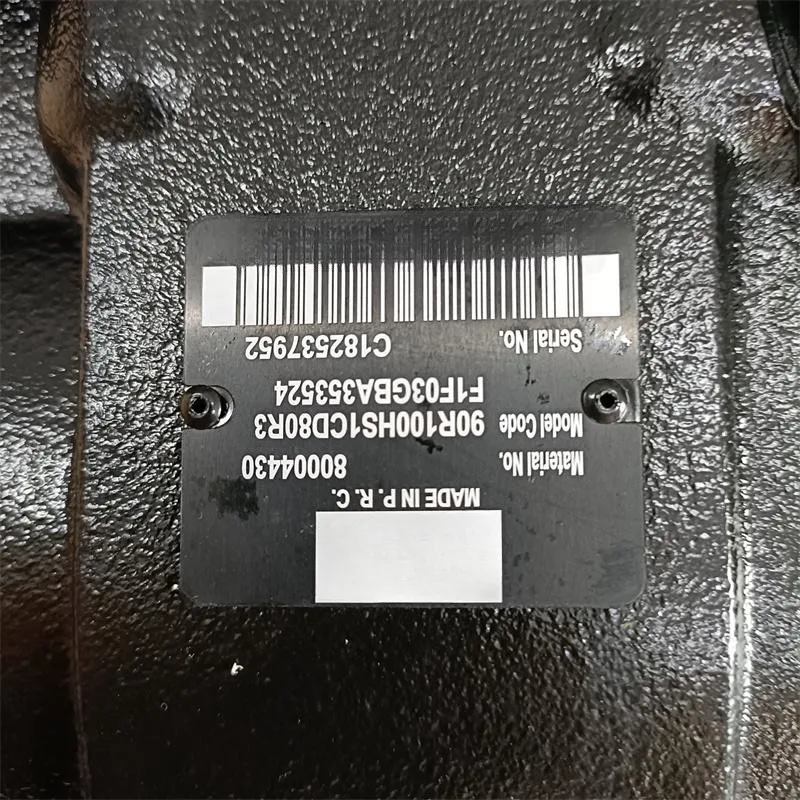 MADE IN P. R. C.
Material No. 80004430
Model Code 90R100HS1CD80R3
F1F03GBA353524
Serial No. C182537952